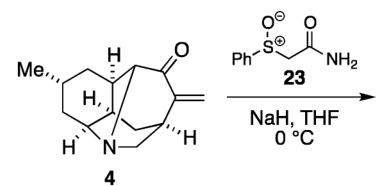 O⊖ O
H O
Me Ph S⊕ NH₂
H 23
H NaH, THF
H N 0 °C
4